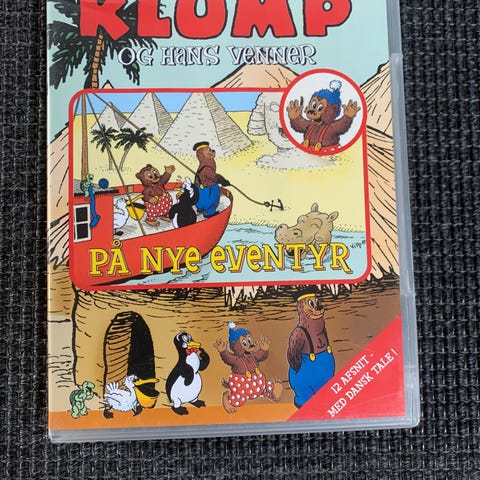 KLUMP
OG HANS VENNER
PÅ NYE EVENTYR
12 AFSNIT -
MED DANSK TALE!